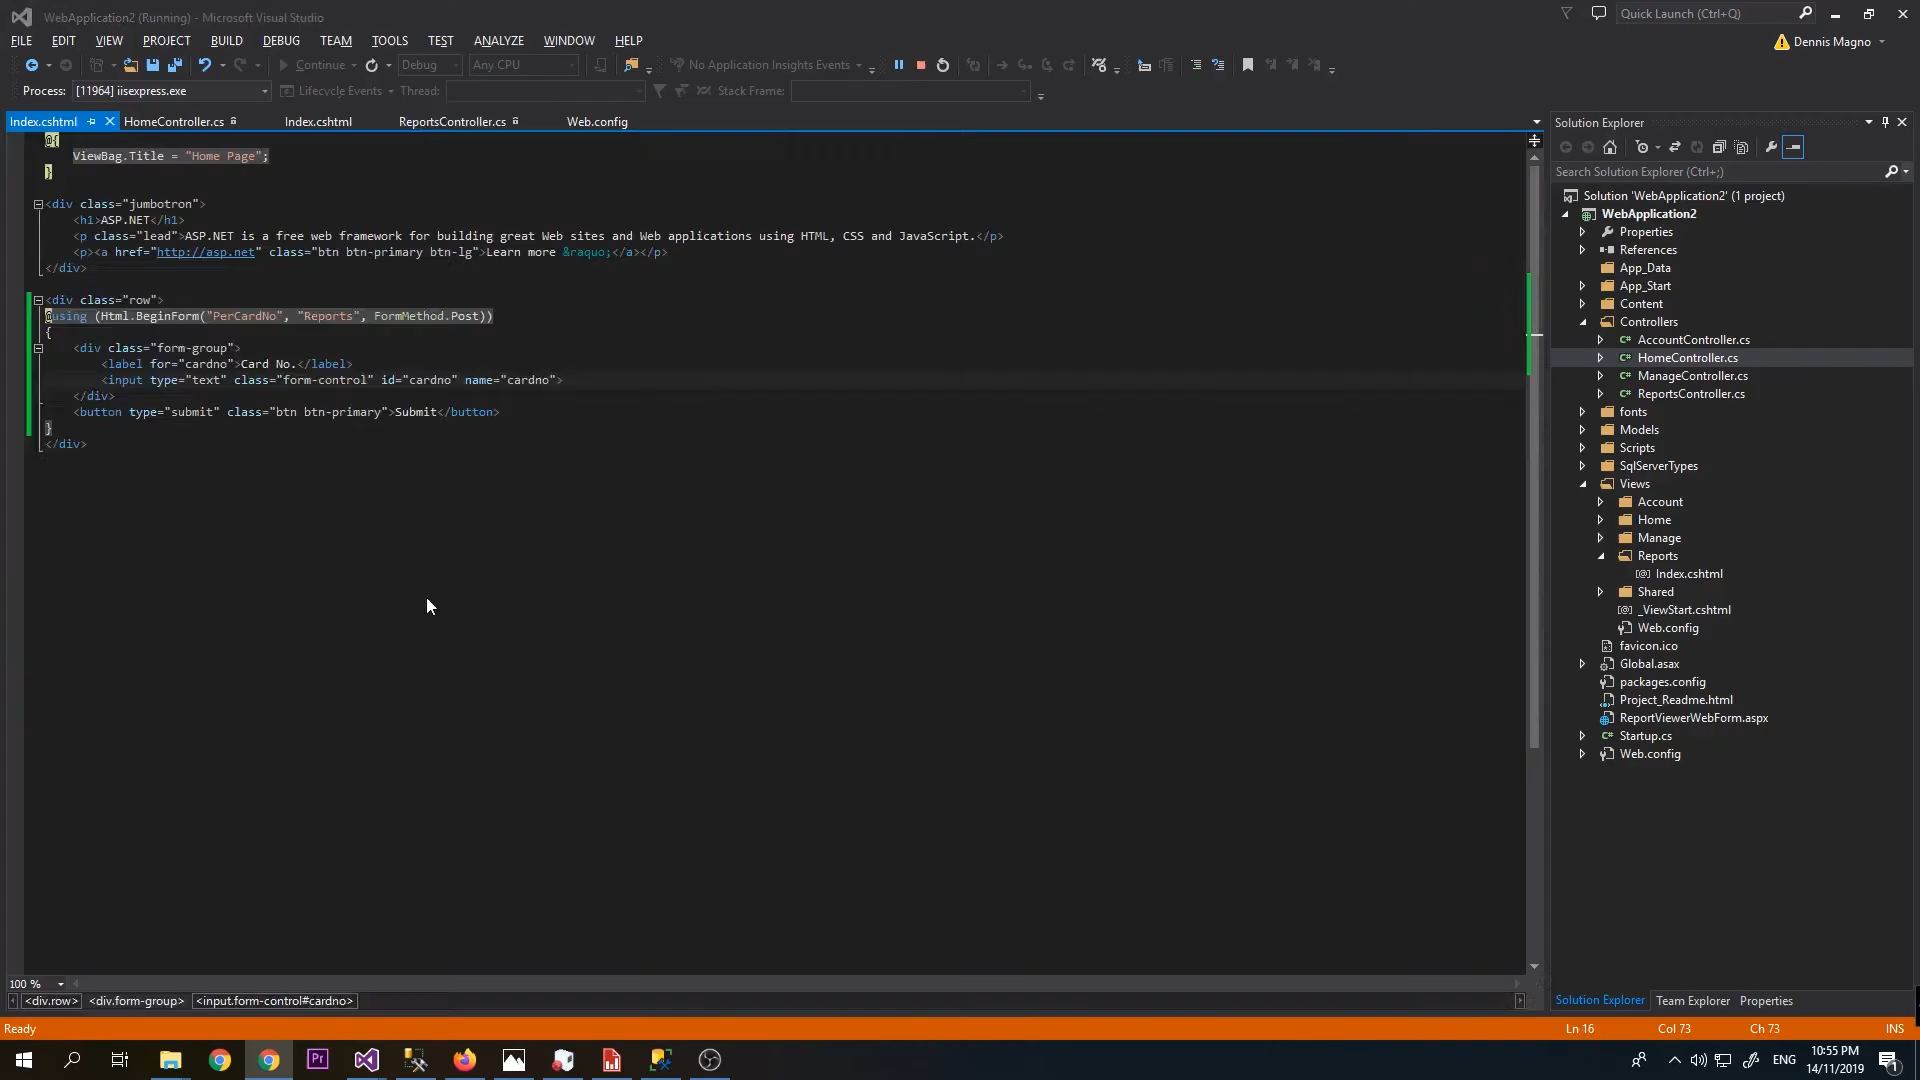 WebApplication2 (Running) - Microsoft Visual Studio
Quick Launch (Ctrl+Q)
FILE EDIT VIEW PROJECT BUILD DEBUG TEAM TOOLS TEST ANALYZE WINDOW HELP
Dennis Magno
Continue Debug Any CPU No Application Insights Events
Process: [11964] iisexpress.exe Lifecycle Events Thread: Stack Frame:
Index.cshtml HomeController.cs Index.cshtml ReportsController.cs Web.config
@{
ViewBag.Title = "Home Page";
}
<div class="jumbotron">
<h1>ASP.NET</h1>
<p class="lead">ASP.NET is a free web framework for building great Web sites and Web applications using HTML, CSS and JavaScript.</p>
<p><a href="http://asp.net" class="btn btn-primary btn-lg">Learn more &raquo;</a></p>
</div>
<div class="row">
@using (Html.BeginForm("PerCardNo", "Reports", FormMethod.Post))
{
<div class="form-group">
<label for="cardno">Card No.</label>
<input type="text" class="form-control" id="cardno" name="cardno">
</div>
<button type="submit" class="btn btn-primary">Submit</button>
}
</div>
100 %
<div.row> <div.form-group> <input.form-control#cardno>
Solution Explorer
Search Solution Explorer (Ctrl+;)
Solution 'WebApplication2' (1 project)
WebApplication2
Properties
References
App_Data
App_Start
Content
Controllers
C# AccountController.cs
C# HomeController.cs
C# ManageController.cs
C# ReportsController.cs
fonts
Models
Scripts
SqlServerTypes
Views
Account
Home
Manage
Reports
[@] Index.cshtml
Shared
[@] _ViewStart.cshtml
Web.config
favicon.ico
Global.asax
packages.config
Project_Readme.html
ReportViewerWebForm.aspx
C# Startup.cs
Web.config
Solution Explorer Team Explorer Properties
Ready Ln 16 Col 73 Ch 73 INS
Pr
ENG
10:55 PM
14/11/2019
1